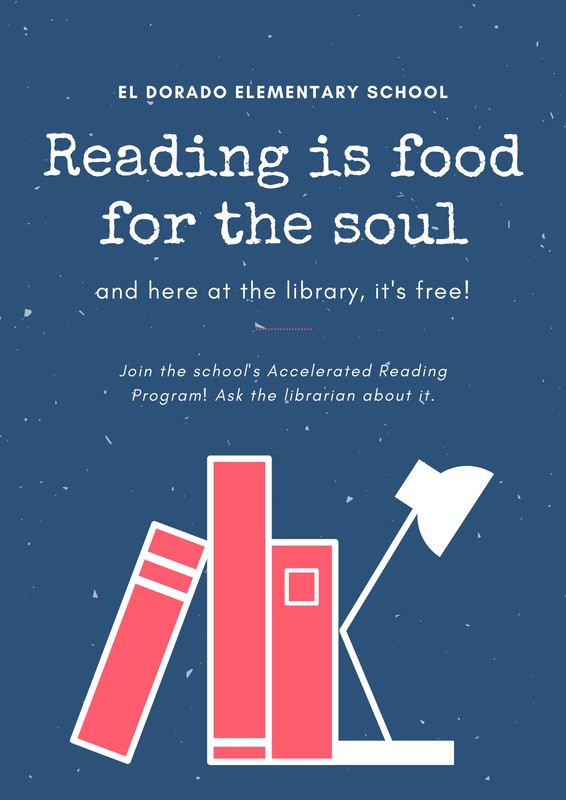 EL DORADO ELEMENTARY SCHOOL
Reading is food
for the soul
and here at the library, it's free!
Join the school's Accelerated Reading
Program! Ask the librarian about it.